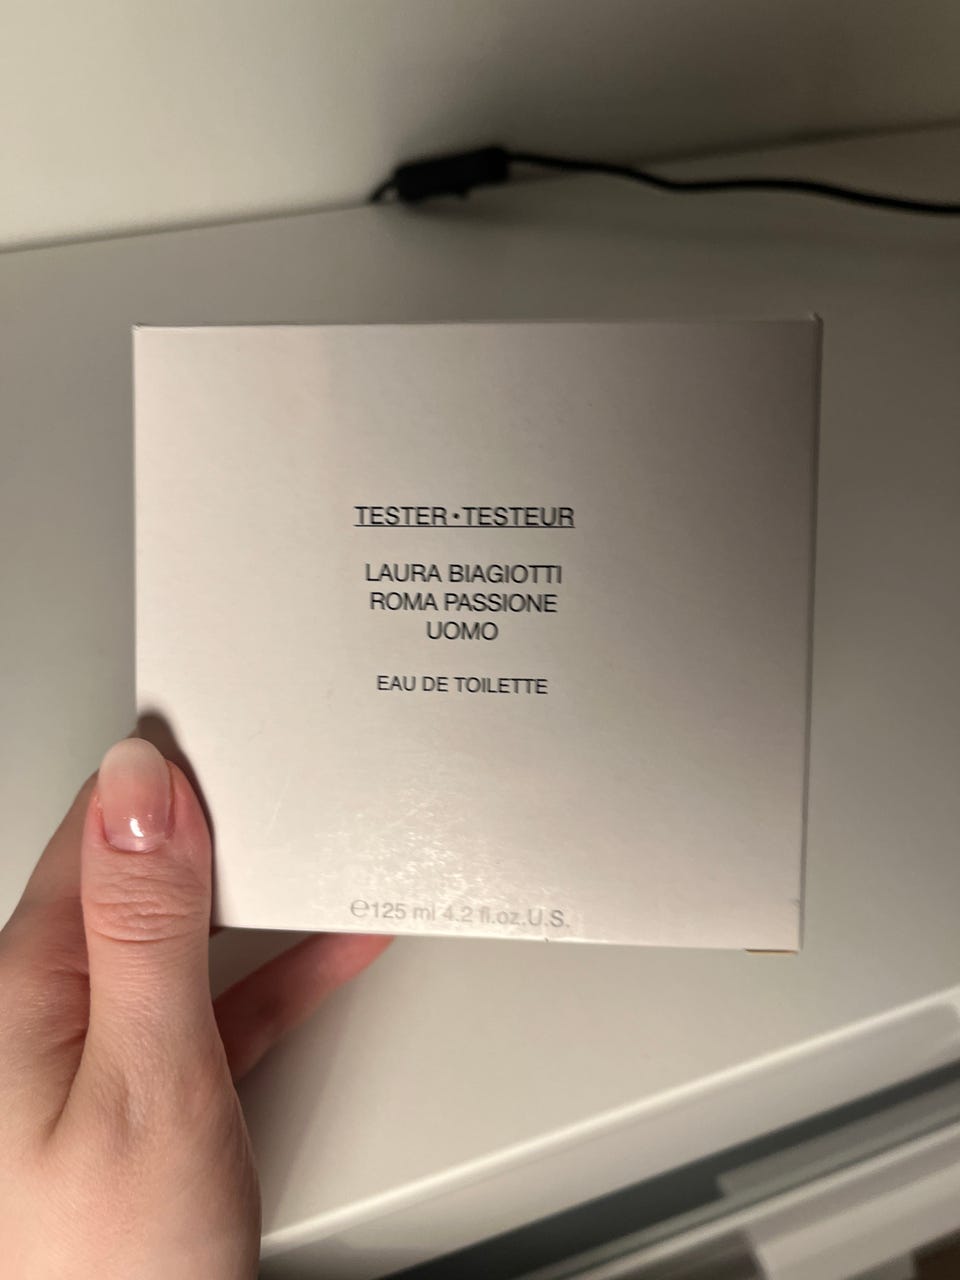 TESTER•TESTEUR
LAURA BIAGIOTTI
ROMA PASSIONE
UOMO
EAU DE TOILETTE
℮125 ml 4.2 fl.oz.U.S.